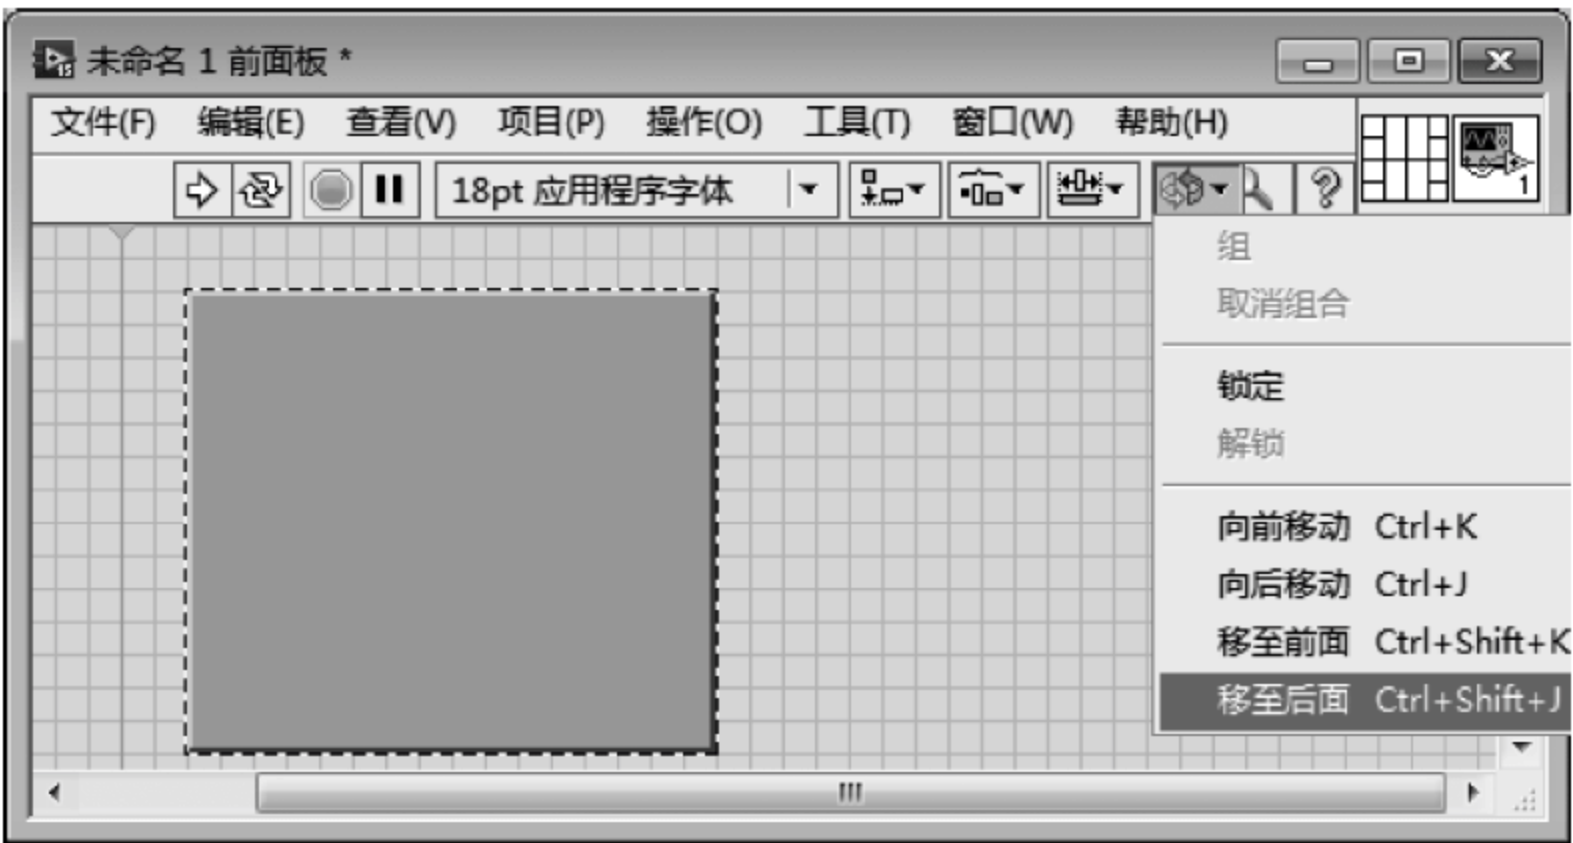 未命名 1 前面板 *
文件(F) 编辑(E) 查看(V) 项目(P) 操作(O) 工具(T) 窗口(W) 帮助(H)
18pt 应用程序字体
1
组
取消组合
锁定
解锁
向前移动 Ctrl+K
向后移动 Ctrl+J
移至前面 Ctrl+Shift+K
移至后面 Ctrl+Shift+J